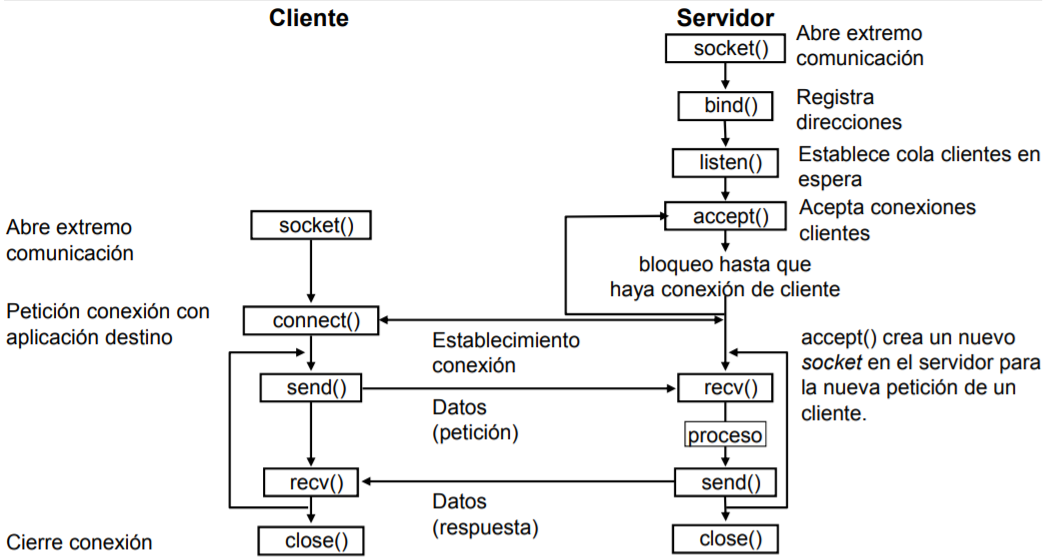 Cliente
Servidor
socket()
Abre extremo
comunicación
bind()
Registra
direcciones
listen()
Establece cola clientes en
espera
accept()
Acepta conexiones
clientes
bloqueo hasta que
haya conexión de cliente
Abre extremo
comunicación
socket()
Petición conexión con
aplicación destino
connect()
Establecimiento
conexión
accept() crea un nuevo
socket en el servidor para
la nueva petición de un
cliente.
send()
Datos
(petición)
recv()
proceso
recv()
Datos
(respuesta)
send()
Cierre conexión
close()
close()